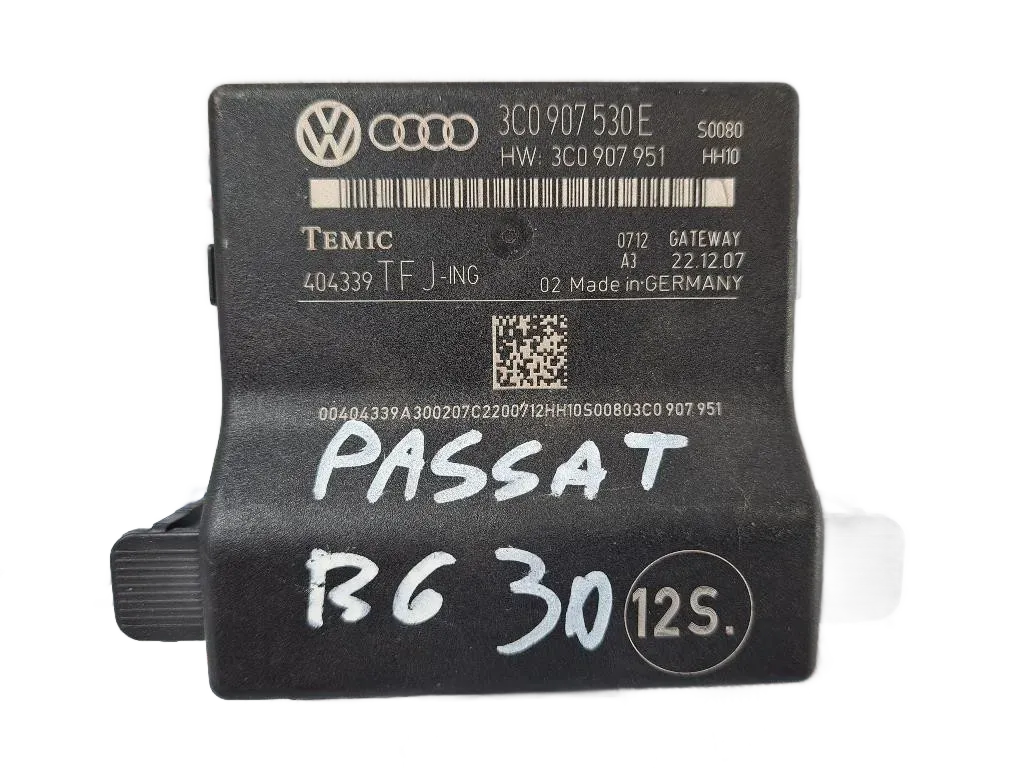 3C0 907 530 E S0080
HW: 3C0 907 951 HH10
TEMIC 0712 GATEWAY
A3 22.12.07
404339 TFJ-ING 02 Made in GERMANY
00404339A300207C2200712HH10S00803C0 907 951
PASSAT
B6 30 12S.